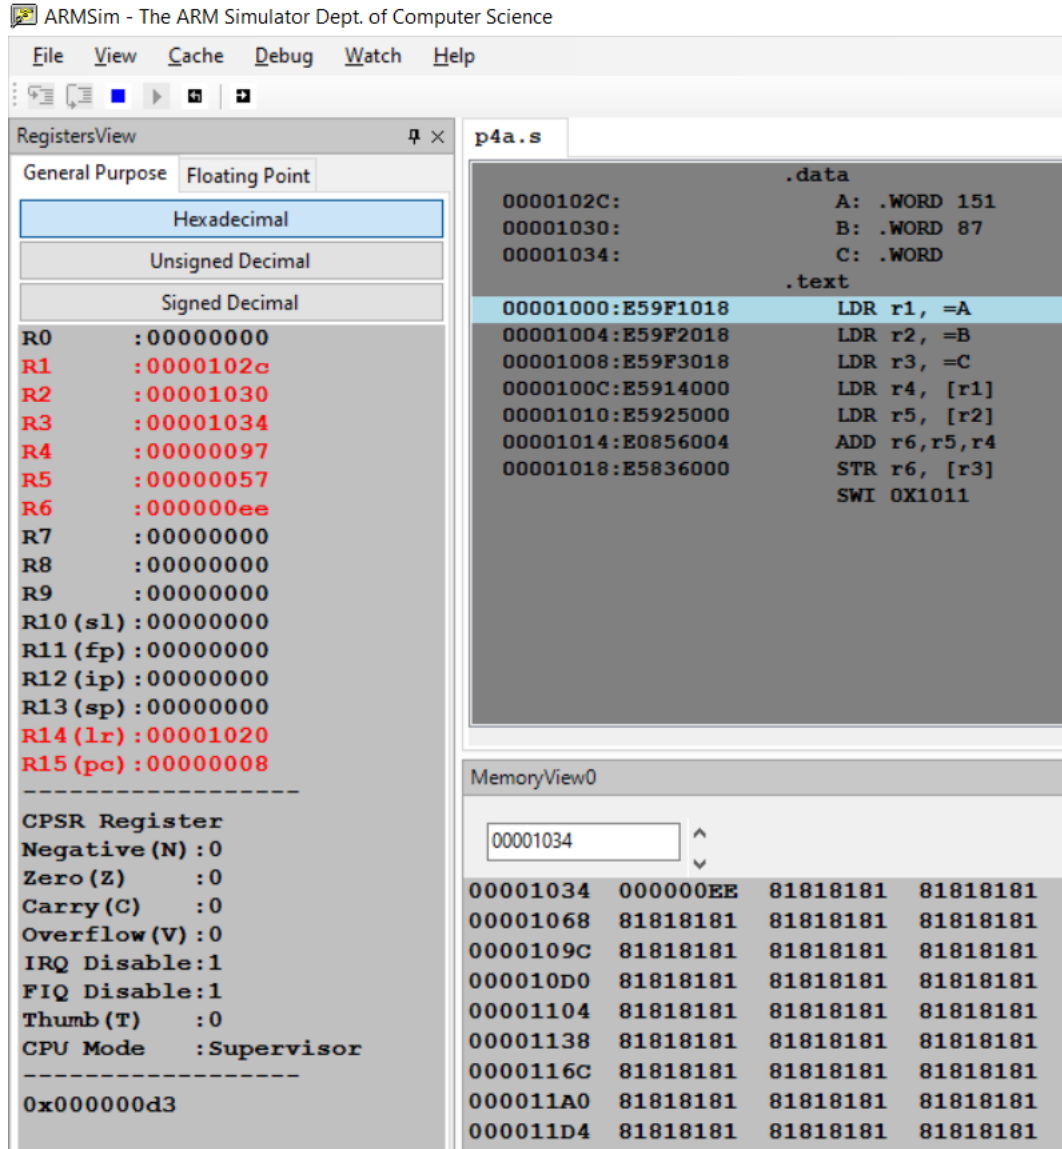 ARMSim - The ARM Simulator Dept. of Computer Science
File View Cache Debug Watch Help
RegistersView
General Purpose Floating Point
Hexadecimal
Unsigned Decimal
Signed Decimal
R0 :00000000
R1 :0000102c
R2 :00001030
R3 :00001034
R4 :00000097
R5 :00000057
R6 :000000ee
R7 :00000000
R8 :00000000
R9 :00000000
R10(sl):00000000
R11(fp):00000000
R12(ip):00000000
R13(sp):00000000
R14(lr):00001020
R15(pc):00000008
-------------------
CPSR Register
Negative(N):0
Zero(Z) :0
Carry(C) :0
Overflow(V):0
IRQ Disable:1
FIQ Disable:1
Thumb(T) :0
CPU Mode :Supervisor
-------------------
0x000000d3
p4a.s
.data
0000102C: A: .WORD 151
00001030: B: .WORD 87
00001034: C: .WORD
.text
00001000:E59F1018 LDR r1, =A
00001004:E59F2018 LDR r2, =B
00001008:E59F3018 LDR r3, =C
0000100C:E5914000 LDR r4, [r1]
00001010:E5925000 LDR r5, [r2]
00001014:E0856004 ADD r6,r5,r4
00001018:E5836000 STR r6, [r3]
SWI 0X1011
MemoryView0
00001034
00001034 000000EE 81818181 81818181
00001068 81818181 81818181 81818181
0000109C 81818181 81818181 81818181
000010D0 81818181 81818181 81818181
00001104 81818181 81818181 81818181
00001138 81818181 81818181 81818181
0000116C 81818181 81818181 81818181
000011A0 81818181 81818181 81818181
000011D4 81818181 81818181 81818181